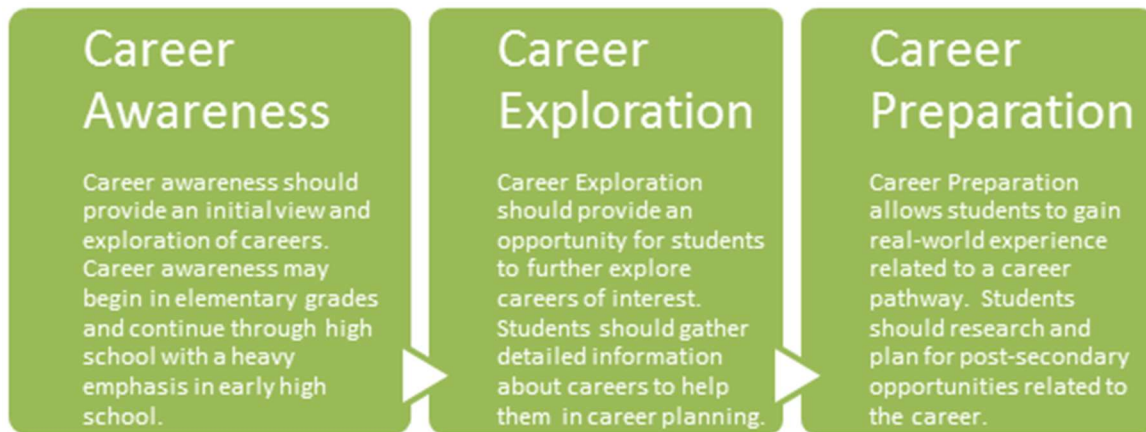 Career
Awareness
Career awareness should
provide an initial view and
exploration of careers.
Career awareness may
begin in elementary grades
and continue through high
school with a heavy
emphasis in early high
school.
Career
Exploration
Career Exploration
should provide an
opportunity for students
to further explore
careers of interest.
Students should gather
detailed information
about careers to help
them in career planning.
Career
Preparation
Career Preparation
allows students to gain
real-world experience
related to a career
pathway. Students
should research and
plan for post-secondary
opportunities related to
the career.